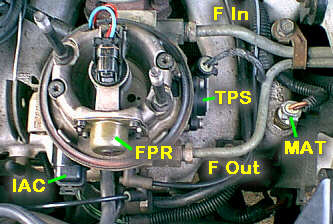 F In
TPS
FPR
MAT
F Out
IAC